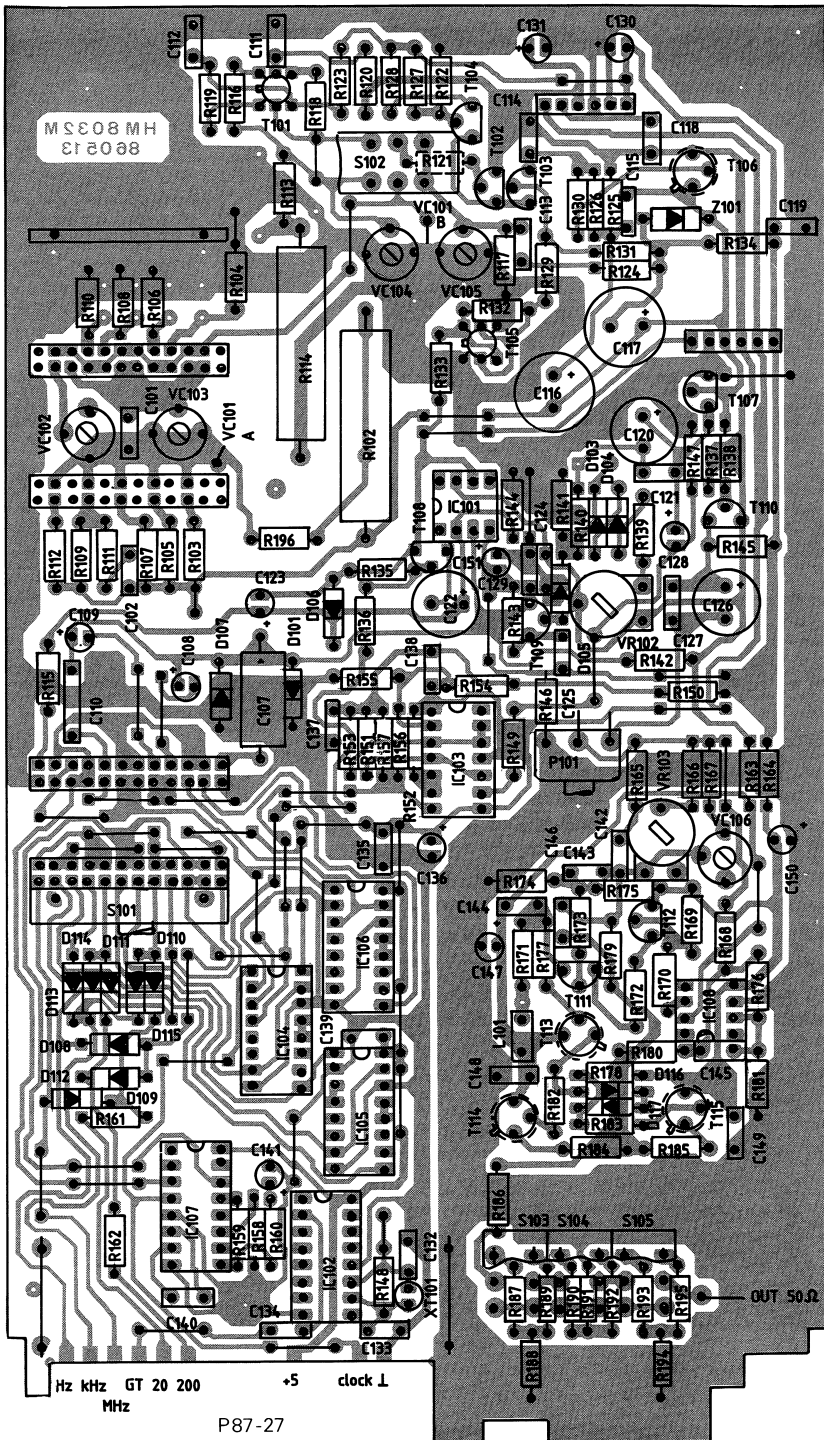 C112
C111
C131
C130
R119
R116
T101
R118
R123
R120
R128
R127
R122
T104
C114
C118
HM8032M
860513
S102
R121
T102
T103
C113
C115
T106
R113
VC101
B
R130
R126
R125
Z101
C119
R104
VC104
VC105
R117
R129
R131
R124
R134
R110
R108
R106
R132
T105
C117
R114
R133
C116
T107
VC102
C101
VC103
VC101
A
R102
C120
D103
D104
R147
R137
R138
IC101
R144
C124
R141
R140
R139
C121
T110
R112
R109
R111
R107
R105
R103
R196
T108
C128
R145
C102
C123
R135
C151
C129
C109
D106
R136
C122
R143
C126
D107
D101
T109
D105
VR102
C127
C108
C138
R142
R115
C110
C107
R155
R154
R146
C125
R150
C137
R153
R151
R157
R156
IC103
R149
P101
R165
VR103
R166
R167
R163
R164
R152
C142
VC106
C135
C136
C146
C143
C150
S101
R174
R175
C144
R173
T112
R169
R168
D114
D111
D110
IC106
C147
R171
R177
R179
D113
R172
R170
R176
IC104
T111
IC108
D108
D115
C139
C101
T113
R180
D112
C148
R178
D116
C145
R181
D109
IC105
R182
R161
T114
R183
D117
T115
C149
R184
R185
C141
R186
IC107
S103
S104
S105
R162
R159
R158
R160
IC102
R148
C132
XT101
R187
R189
R190
R191
R192
R193
R195
OUT 50Ω
C140
C134
C133
R188
R194
Hz kHz GT 20 200
+5
clock ⊥
MHz
P87-27